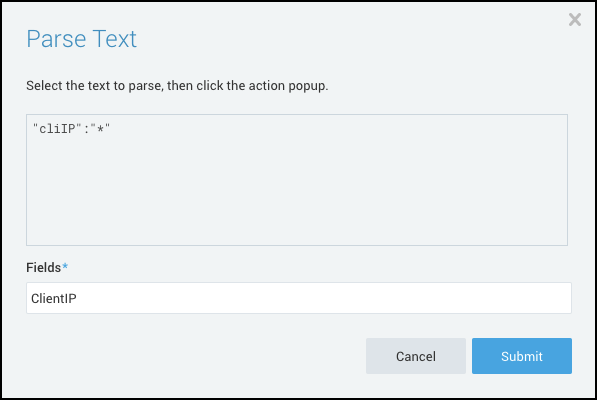 Parse Text
Select the text to parse, then click the action popup.
"cliIP":"*"
Fields*
ClientIP
Cancel Submit